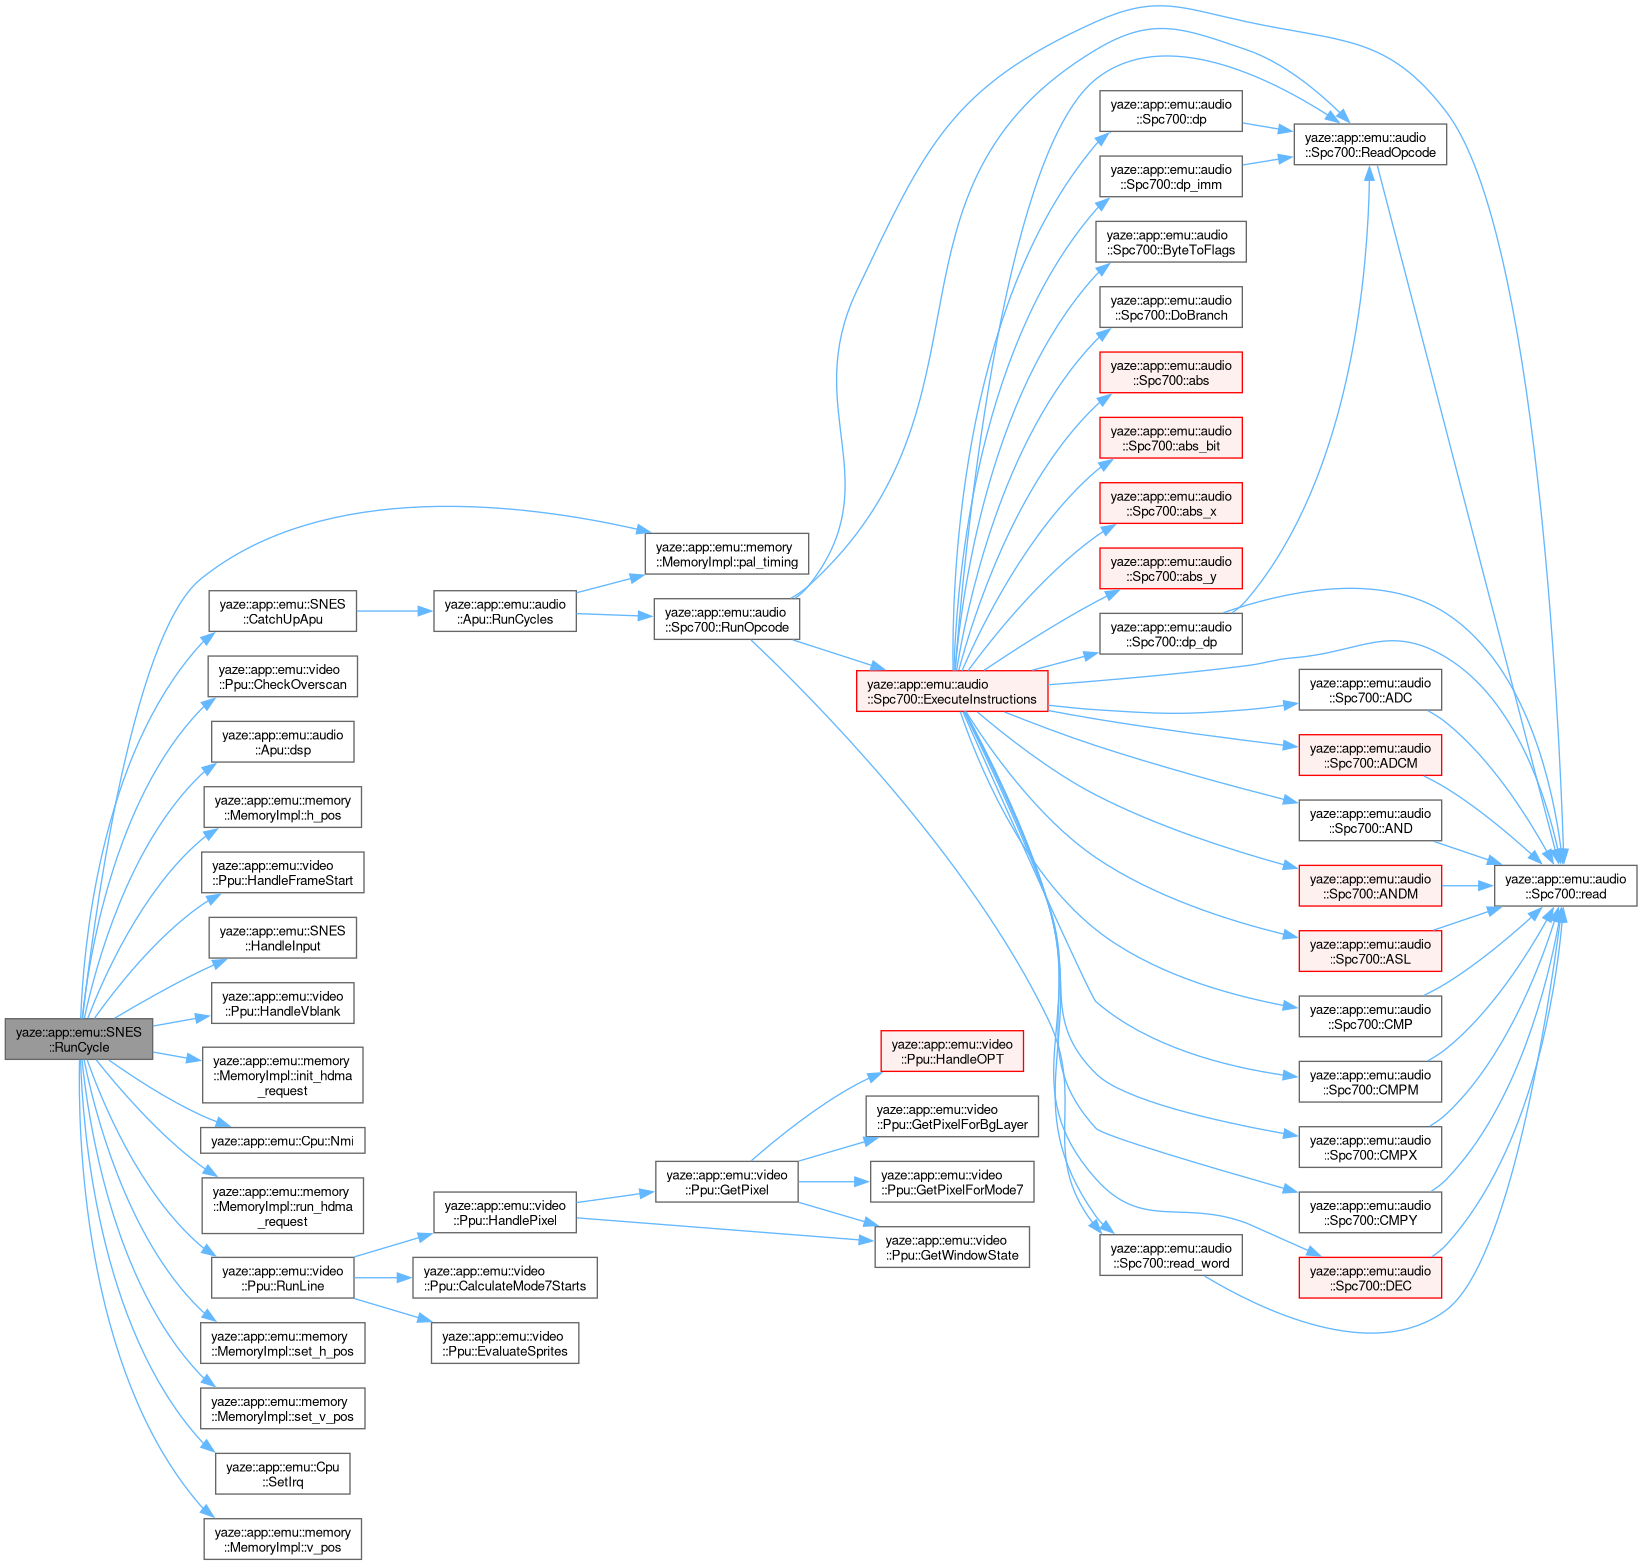 yaze::app::emu::SNES
::RunCycle
yaze::app::emu::SNES
::CatchUpApu
yaze::app::emu::video
::Ppu::CheckOverscan
yaze::app::emu::audio
::Apu::dsp
yaze::app::emu::memory
::MemoryImpl::h_pos
yaze::app::emu::video
::Ppu::HandleFrameStart
yaze::app::emu::SNES
::HandleInput
yaze::app::emu::video
::Ppu::HandleVblank
yaze::app::emu::memory
::MemoryImpl::init_hdma
_request
yaze::app::emu::Cpu::Nmi
yaze::app::emu::memory
::MemoryImpl::run_hdma
_request
yaze::app::emu::video
::Ppu::RunLine
yaze::app::emu::memory
::MemoryImpl::set_h_pos
yaze::app::emu::memory
::MemoryImpl::set_v_pos
yaze::app::emu::Cpu
::SetIrq
yaze::app::emu::memory
::MemoryImpl::v_pos
yaze::app::emu::audio
::Apu::RunCycles
yaze::app::emu::video
::Ppu::HandlePixel
yaze::app::emu::video
::Ppu::CalculateMode7Starts
yaze::app::emu::video
::Ppu::EvaluateSprites
yaze::app::emu::memory
::MemoryImpl::pal_timing
yaze::app::emu::audio
::Spc700::RunOpcode
yaze::app::emu::video
::Ppu::GetPixel
yaze::app::emu::audio
::Spc700::ExecuteInstructions
yaze::app::emu::video
::Ppu::HandleOPT
yaze::app::emu::video
::Ppu::GetPixelForBgLayer
yaze::app::emu::video
::Ppu::GetPixelForMode7
yaze::app::emu::video
::Ppu::GetWindowState
yaze::app::emu::audio
::Spc700::dp
yaze::app::emu::audio
::Spc700::dp_imm
yaze::app::emu::audio
::Spc700::ByteToFlags
yaze::app::emu::audio
::Spc700::DoBranch
yaze::app::emu::audio
::Spc700::abs
yaze::app::emu::audio
::Spc700::abs_bit
yaze::app::emu::audio
::Spc700::abs_x
yaze::app::emu::audio
::Spc700::abs_y
yaze::app::emu::audio
::Spc700::dp_dp
yaze::app::emu::audio
::Spc700::read_word
yaze::app::emu::audio
::Spc700::ReadOpcode
yaze::app::emu::audio
::Spc700::ADC
yaze::app::emu::audio
::Spc700::ADCM
yaze::app::emu::audio
::Spc700::AND
yaze::app::emu::audio
::Spc700::ANDM
yaze::app::emu::audio
::Spc700::ASL
yaze::app::emu::audio
::Spc700::CMP
yaze::app::emu::audio
::Spc700::CMPM
yaze::app::emu::audio
::Spc700::CMPX
yaze::app::emu::audio
::Spc700::CMPY
yaze::app::emu::audio
::Spc700::DEC
yaze::app::emu::audio
::Spc700::read